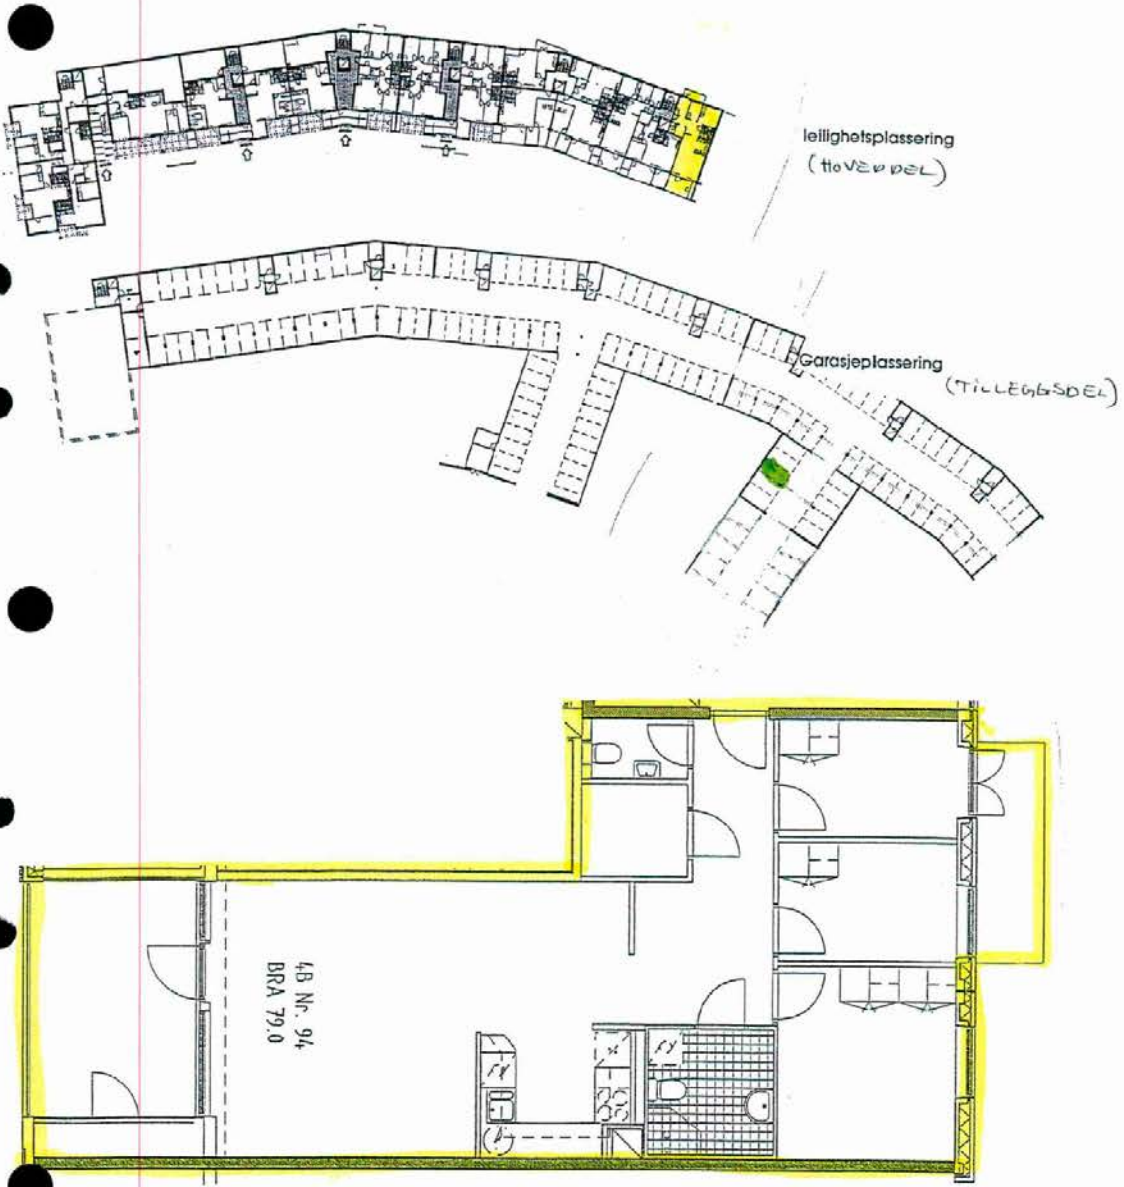 leilighetsplassering
(HOVEDDEL)
Garasjeplassering
(TILLEGGSDEL)
4B Nr. 94
BRA 79.0